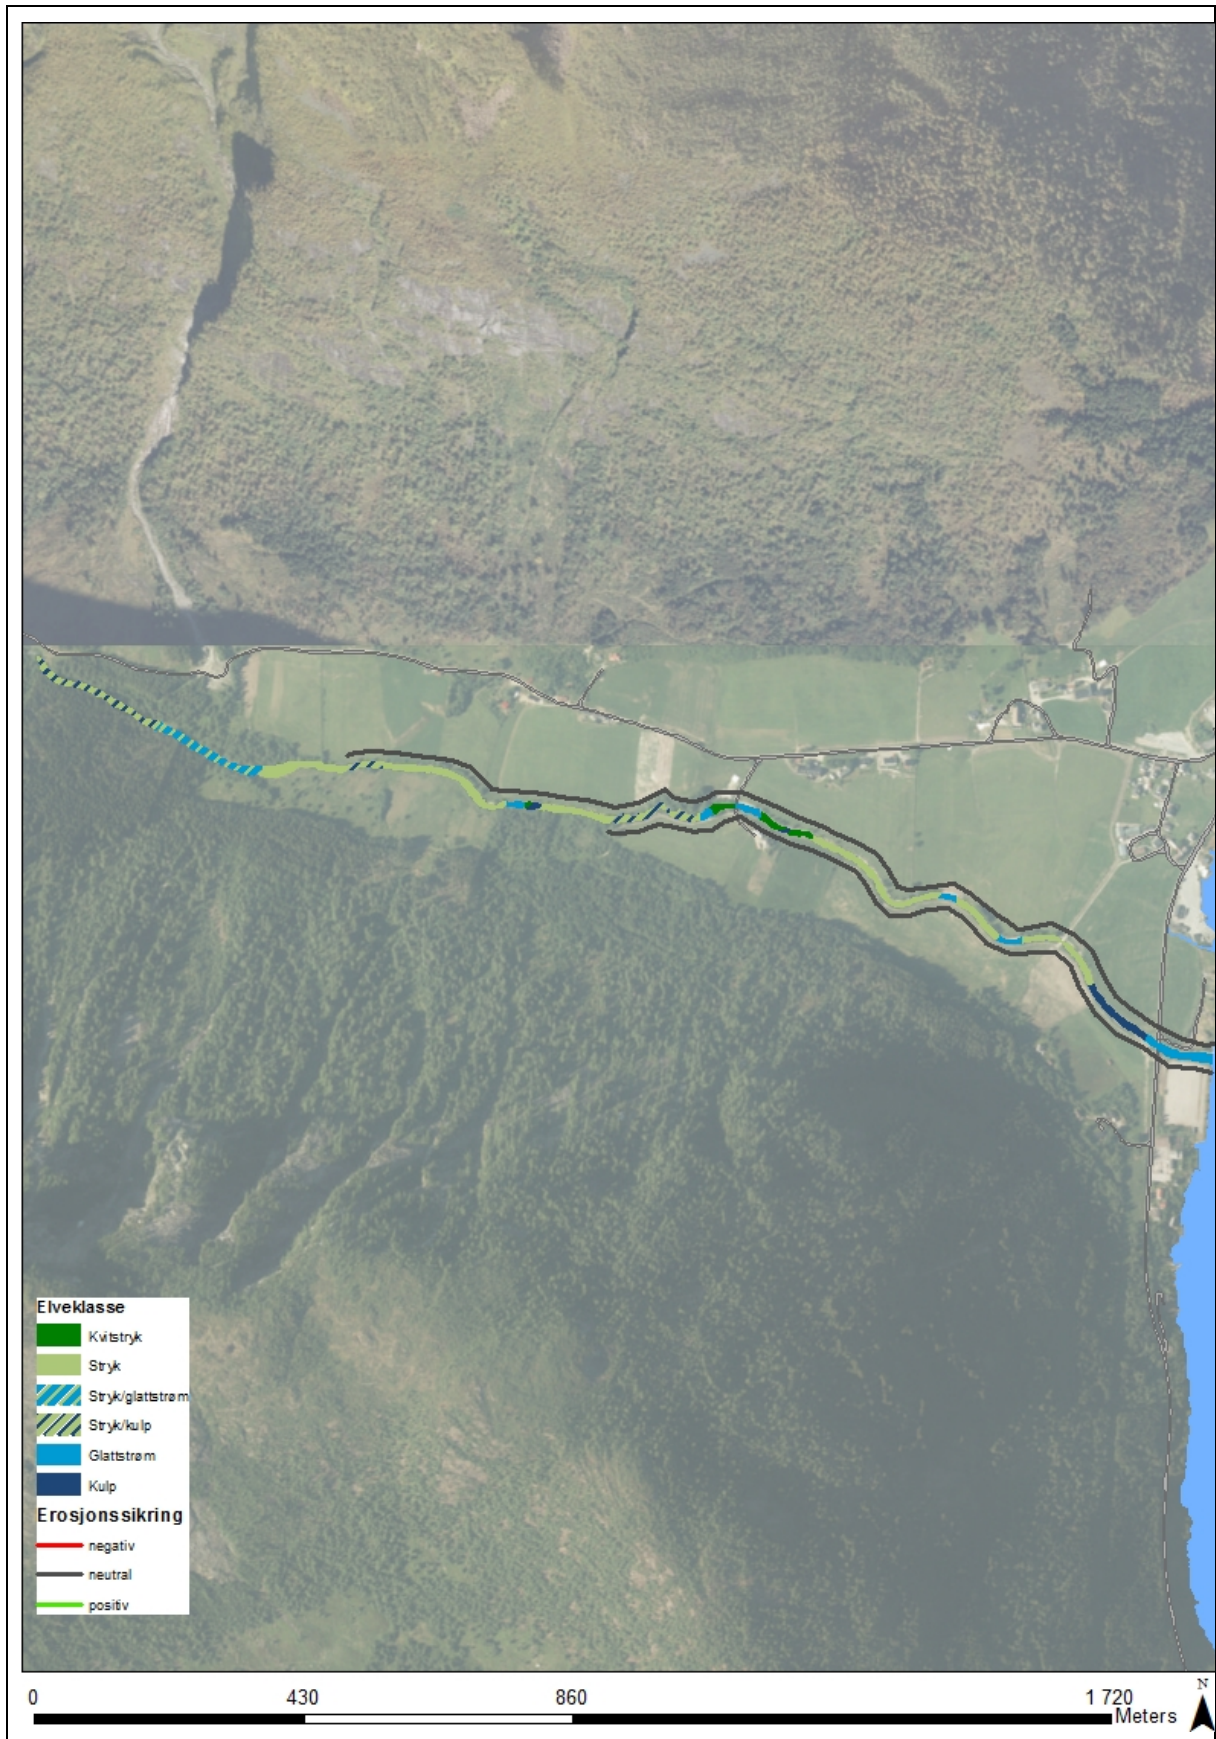 Elveklasse
Kvitstryk
Stryk
Stryk/glattstrøm
Stryk/kulp
Glattstrøm
Kulp
Erosjonssikring
negativ
neutral
positiv
0 430 860 1 720
Meters
N